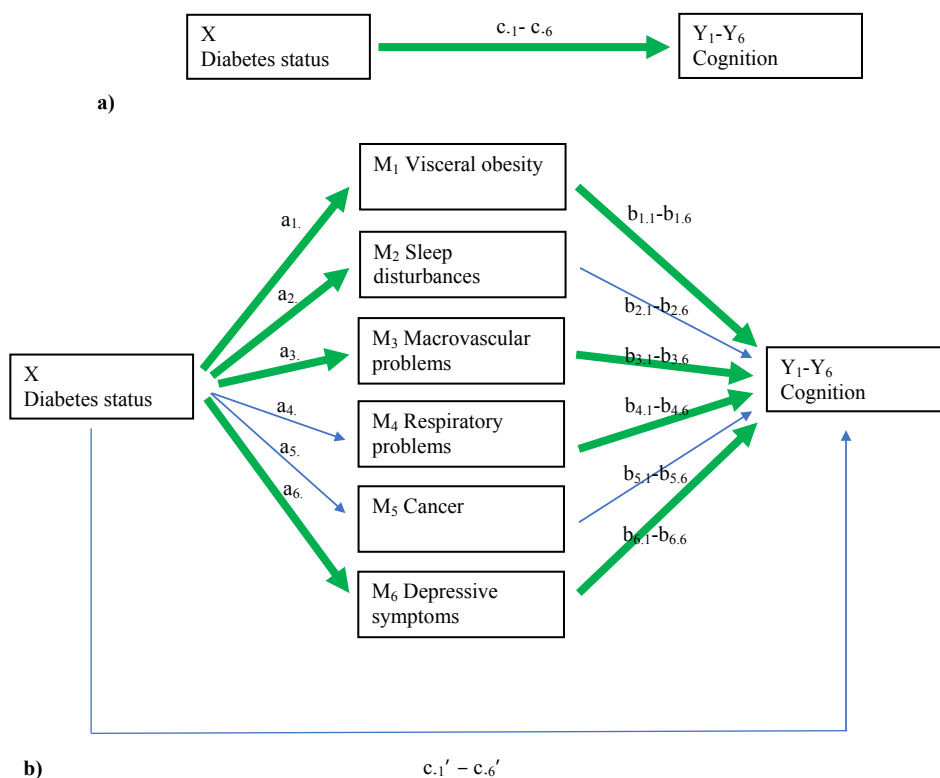 c.₁- c.₆
X
Diabetes status
Y₁-Y₆
Cognition
a)
M₁ Visceral obesity
a₁.
b₁.₁-b₁.₆
M₂ Sleep
disturbances
a₂.
b₂.₁-b₂.₆
M₃ Macrovascular
problems
a₃.
b₃.₁-b₃.₆
X
Diabetes status
Y₁-Y₆
Cognition
M₄ Respiratory
problems
a₄.
b₄.₁-b₄.₆
a₅.
M₅ Cancer
b₅.₁-b₅.₆
a₆.
b₆.₁-b₆.₆
M₆ Depressive
symptoms
b)
c.₁′ – c.₆′